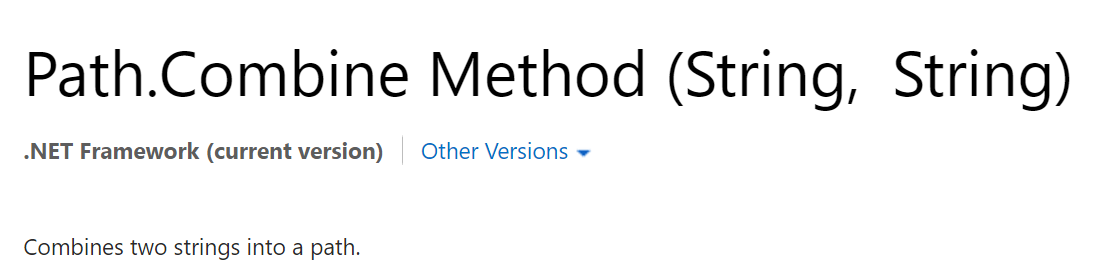 Path.Combine Method (String, String)
.NET Framework (current version) Other Versions
Combines two strings into a path.